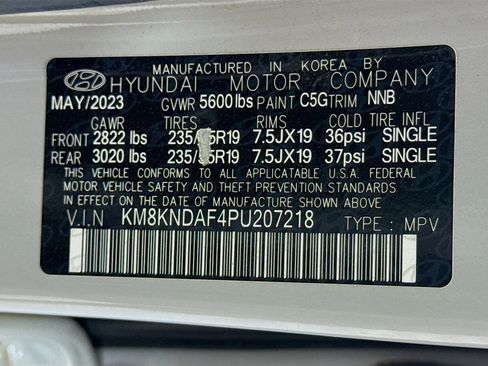 MANUFACTURED IN KOREA BY
HYUNDAI MOTOR COMPANY
MAY/2023 GVWR 5600lbs PAINT C5G TRIM NNB
GAWR TIRES RIMS COLD TIRE INFL
FRONT 2822 lbs 7.5JX19 36psi SINGLE
REAR 3020 lbs 7.5JX19 37psi SINGLE
THIS VEHICLE CONFORMS TO ALL APPLICATABLE U.S.A. FEDERAL
MOTOR VEHICLE SAFETY AND THEFT PREVENTION STANDARDS
IN EFFECT ON THE DATE OF MANUFACTURE SHOWN ABOVE.
V.I.N KM8KNDAF4PU207218 TYPE : MPV